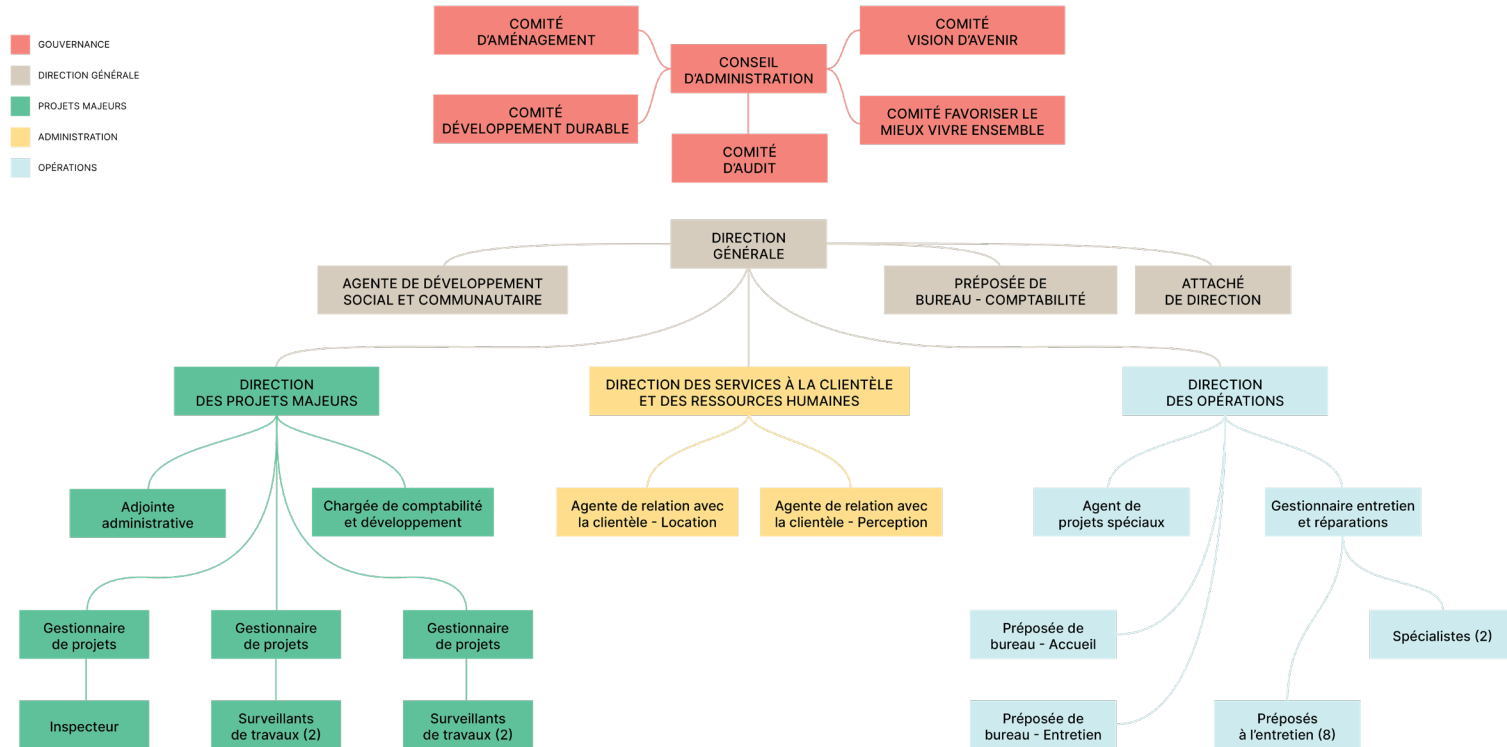 GOUVERNANCE
DIRECTION GÉNÉRALE
PROJETS MAJEURS
ADMINISTRATION
OPÉRATIONS
COMITÉ
D'AMÉNAGEMENT
COMITÉ
VISION D'AVENIR
CONSEIL
D'ADMINISTRATION
COMITÉ
DÉVELOPPEMENT DURABLE
COMITÉ FAVORISER LE
MIEUX VIVRE ENSEMBLE
COMITÉ
D'AUDIT
DIRECTION
GÉNÉRALE
AGENTE DE DÉVELOPPEMENT
SOCIAL ET COMMUNAUTAIRE
PRÉPOSÉE DE
BUREAU - COMPTABILITÉ
ATTACHÉ
DE DIRECTION
DIRECTION
DES PROJETS MAJEURS
DIRECTION DES SERVICES À LA CLIENTÈLE
ET DES RESSOURCES HUMAINES
DIRECTION
DES OPÉRATIONS
Adjointe
administrative
Chargée de comptabilité
et développement
Agente de relation avec
la clientèle - Location
Agente de relation avec
la clientèle - Perception
Agent de
projets spéciaux
Gestionnaire entretien
et réparations
Gestionnaire
de projets
Gestionnaire
de projets
Gestionnaire
de projets
Préposée de
bureau - Accueil
Spécialistes (2)
Inspecteur
Surveillants
de travaux (2)
Surveillants
de travaux (2)
Préposée de
bureau - Entretien
Préposés
à l'entretien (8)